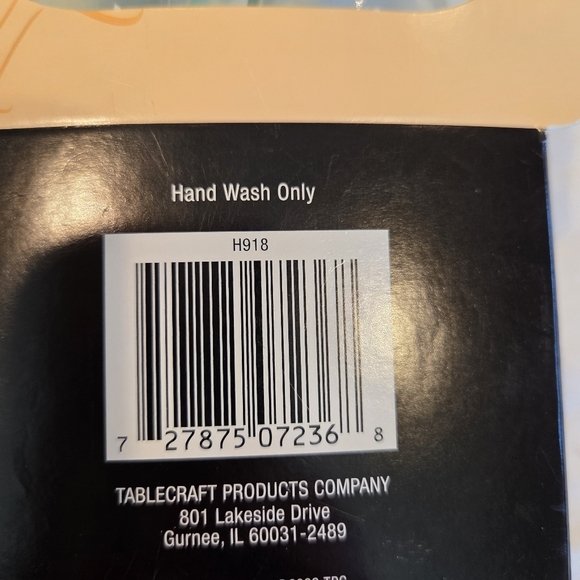 Hand Wash Only
H918
7 27875 07236 8
TABLECRAFT PRODUCTS COMPANY
801 Lakeside Drive
Gurnee, IL 60031-2489